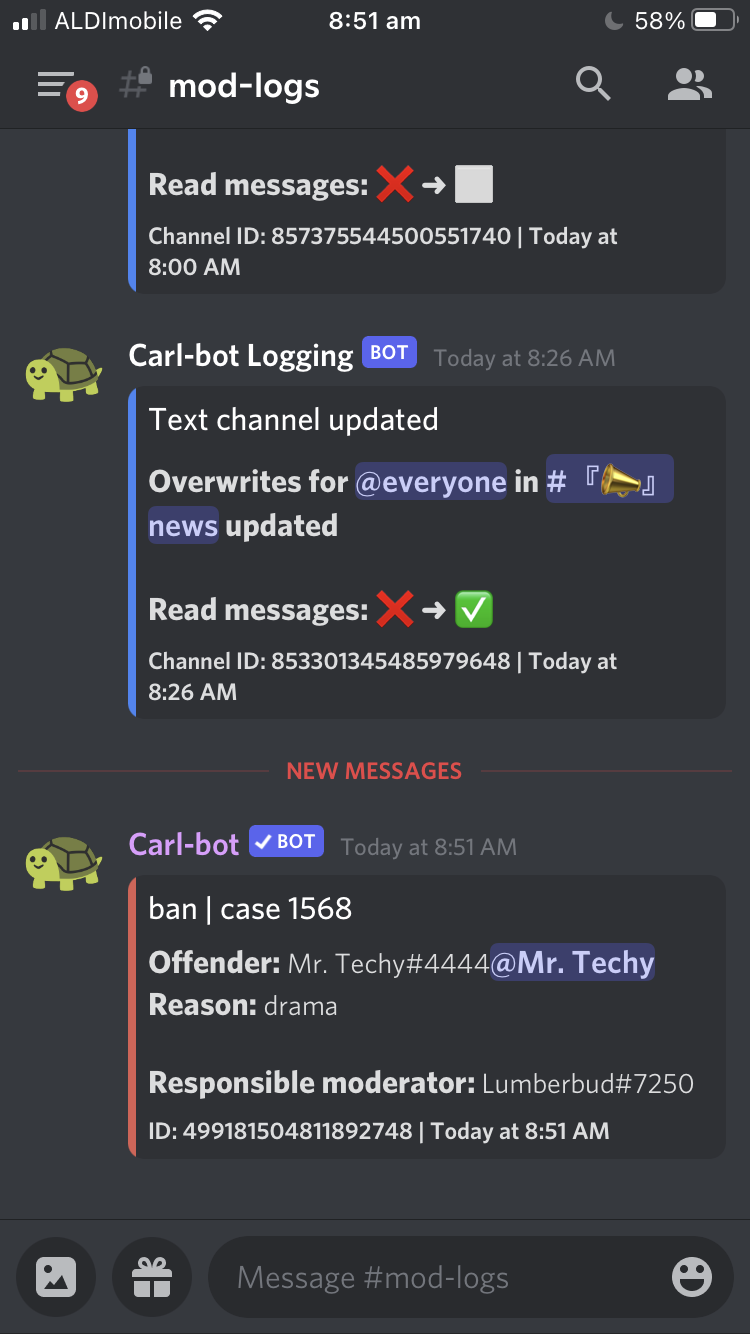 ALDImobile 8:51 am 58%
9 # mod-logs
Read messages: ❌ → ⬜
Channel ID: 857375544500551740 | Today at
8:00 AM
Carl-bot Logging BOT Today at 8:26 AM
Text channel updated
Overwrites for @everyone in # 『📣』
news updated
Read messages: ❌ → ✅
Channel ID: 853301345485979648 | Today at
8:26 AM
NEW MESSAGES
Carl-bot ✓ BOT Today at 8:51 AM
ban | case 1568
Offender: Mr. Techy#4444@Mr. Techy
Reason: drama
Responsible moderator: Lumberbud#7250
ID: 499181504811892748 | Today at 8:51 AM
Message #mod-logs